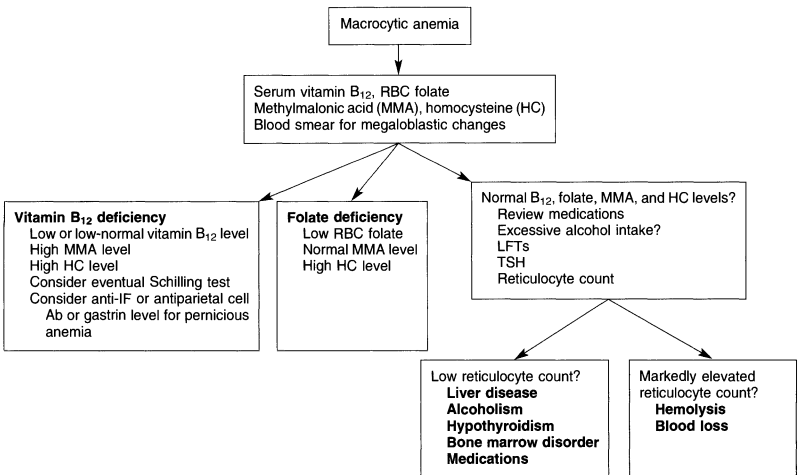 Macrocytic anemia
Serum vitamin B12, RBC folate
Methylmalonic acid (MMA), homocysteine (HC)
Blood smear for megaloblastic changes
Vitamin B12 deficiency
Low or low-normal vitamin B12 level
High MMA level
High HC level
Consider eventual Schilling test
Consider anti-IF or antiparietal cell
Ab or gastrin level for pernicious
anemia
Folate deficiency
Low RBC folate
Normal MMA level
High HC level
Normal B12, folate, MMA, and HC levels?
Review medications
Excessive alcohol intake?
LFTs
TSH
Reticulocyte count
Low reticulocyte count?
Liver disease
Alcoholism
Hypothyroidism
Bone marrow disorder
Medications
Markedly elevated
reticulocyte count?
Hemolysis
Blood loss